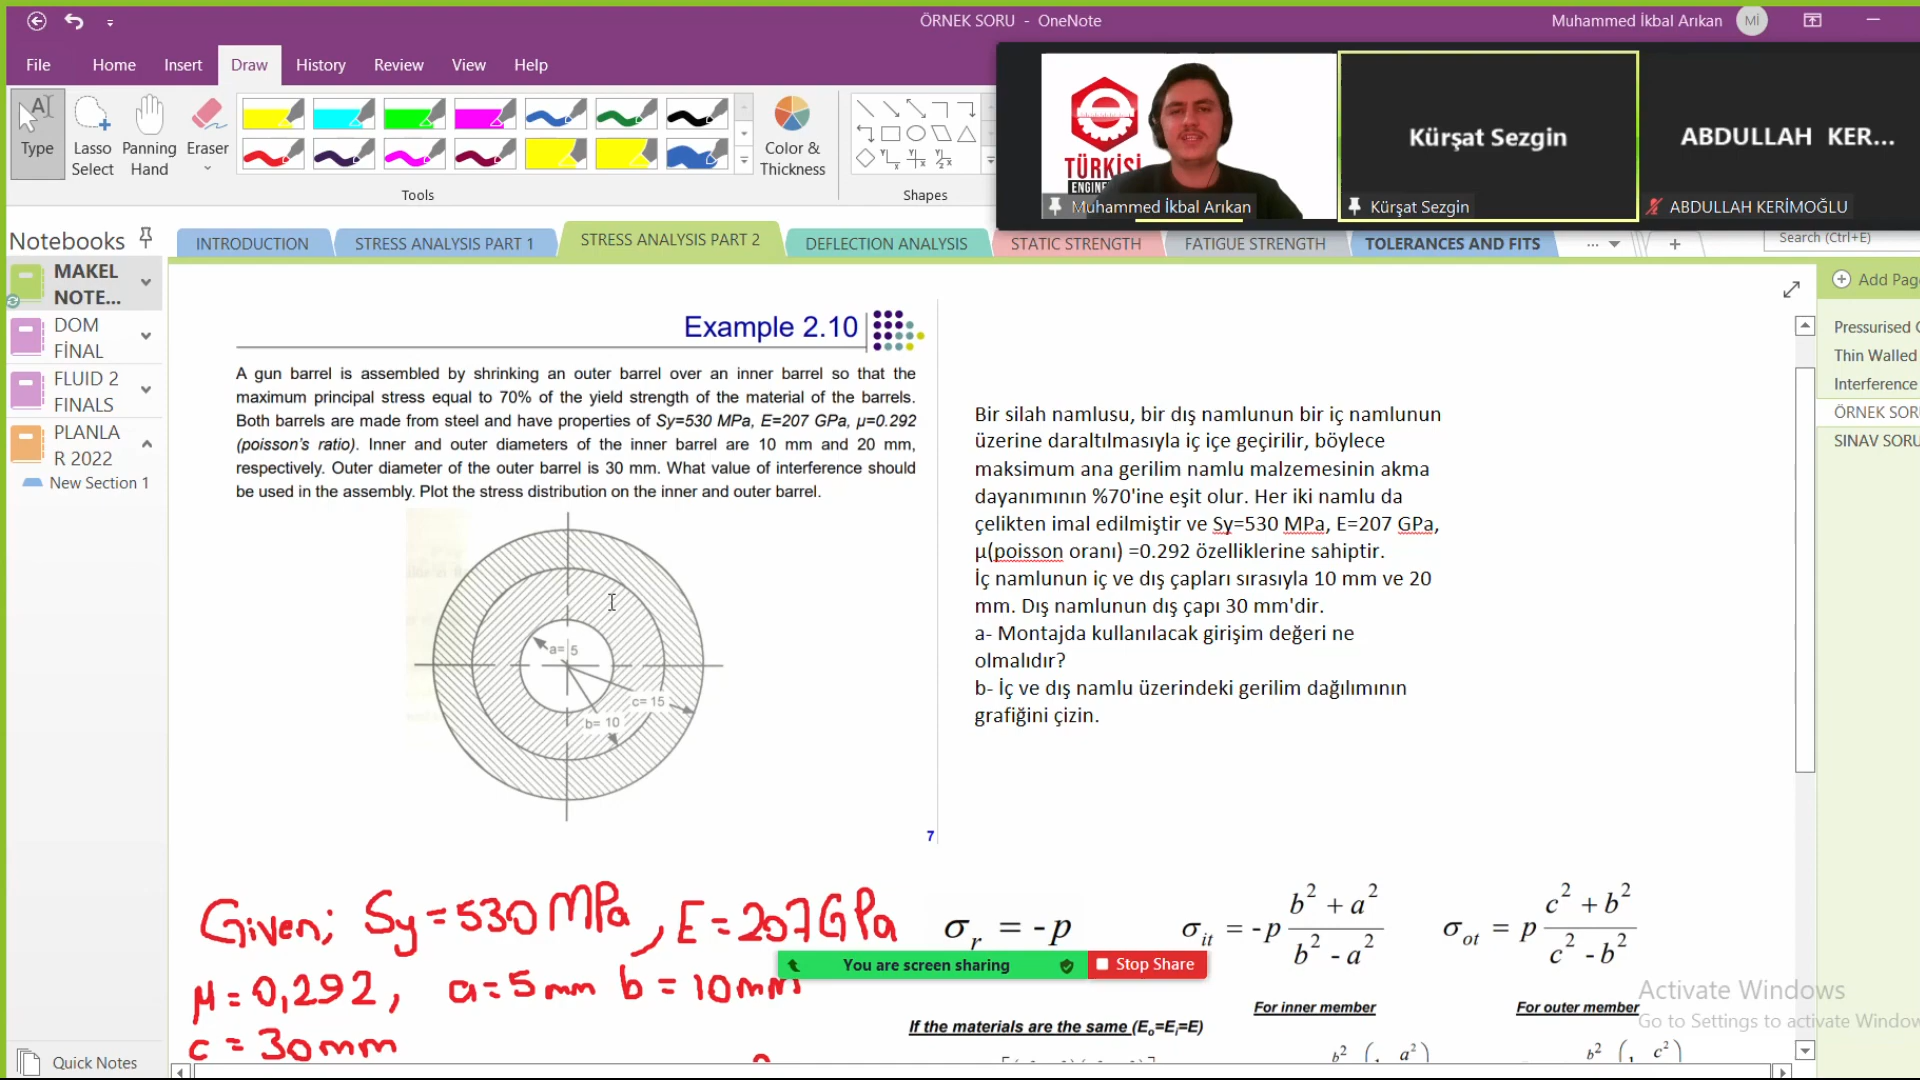 ÖRNEK SORU - OneNote
Muhammed İkbal Arıkan
Mİ
File
Home
Insert
Draw
History
Review
View
Help
Type
Lasso Select
Panning Hand
Eraser
Color & Thickness
Tools
Shapes
TÜRKİSİ
ENGINE
Muhammed İkbal Arıkan
Kürşat Sezgin
Kürşat Sezgin
ABDULLAH KER...
ABDULLAH KERİMOĞLU
Notebooks
INTRODUCTION
STRESS ANALYSIS PART 1
STRESS ANALYSIS PART 2
DEFLECTION ANALYSIS
STATIC STRENGTH
FATIGUE STRENGTH
TOLERANCES AND FITS
...
Search (Ctrl+E)
MAKEL NOTE...
DOM FİNAL
FLUID 2 FINALS
PLANLA R 2022
New Section 1
Quick Notes
Add Pag
Pressurised C
Thin Walled
Interference
ÖRNEK SORU
SINAV SORU
Example 2.10
A gun barrel is assembled by shrinking an outer barrel over an inner barrel so that the
maximum principal stress equal to 70% of the yield strength of the material of the barrels.
Both barrels are made from steel and have properties of Sy=530 MPa, E=207 GPa, μ=0.292
(poisson's ratio). Inner and outer diameters of the inner barrel are 10 mm and 20 mm,
respectively. Outer diameter of the outer barrel is 30 mm. What value of interference should
be used in the assembly. Plot the stress distribution on the inner and outer barrel.
a= 5
c= 15
b= 10
7
Bir silah namlusu, bir dış namlunun bir iç namlunun
üzerine daraltılmasıyla iç içe geçirilir, böylece
maksimum ana gerilim namlu malzemesinin akma
dayanımının %70'ine eşit olur. Her iki namlu da
çelikten imal edilmiştir ve Sy=530 MPa, E=207 GPa,
μ(poisson oranı) =0.292 özelliklerine sahiptir.
İç namlunun iç ve dış çapları sırasıyla 10 mm ve 20
mm. Dış namlunun dış çapı 30 mm'dir.
a- Montajda kullanılacak girişim değeri ne
olmalıdır?
b- İç ve dış namlu üzerindeki gerilim dağılımının
grafiğini çizin.
Given; Sy=530 MPa, E=207GPa
μ=0,292, a=5mm b=10mm
c=30mm
σr = -p
σit = -p (b² + a²)/(b² - a²)
σot = p (c² + b²)/(c² - b²)
You are screen sharing
Stop Share
For inner member
For outer member
If the materials are the same (Eo=Ei=E)
Activate Windows
Go to Settings to activate Window